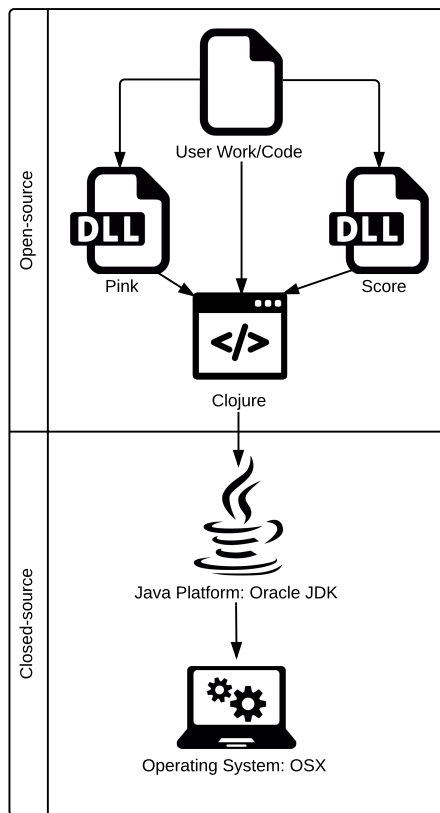 User Work/Code
Open-source
DLL
DLL
Pink
Score
</>
Clojure
Java Platform: Oracle JDK
Closed-source
Operating System: OSX